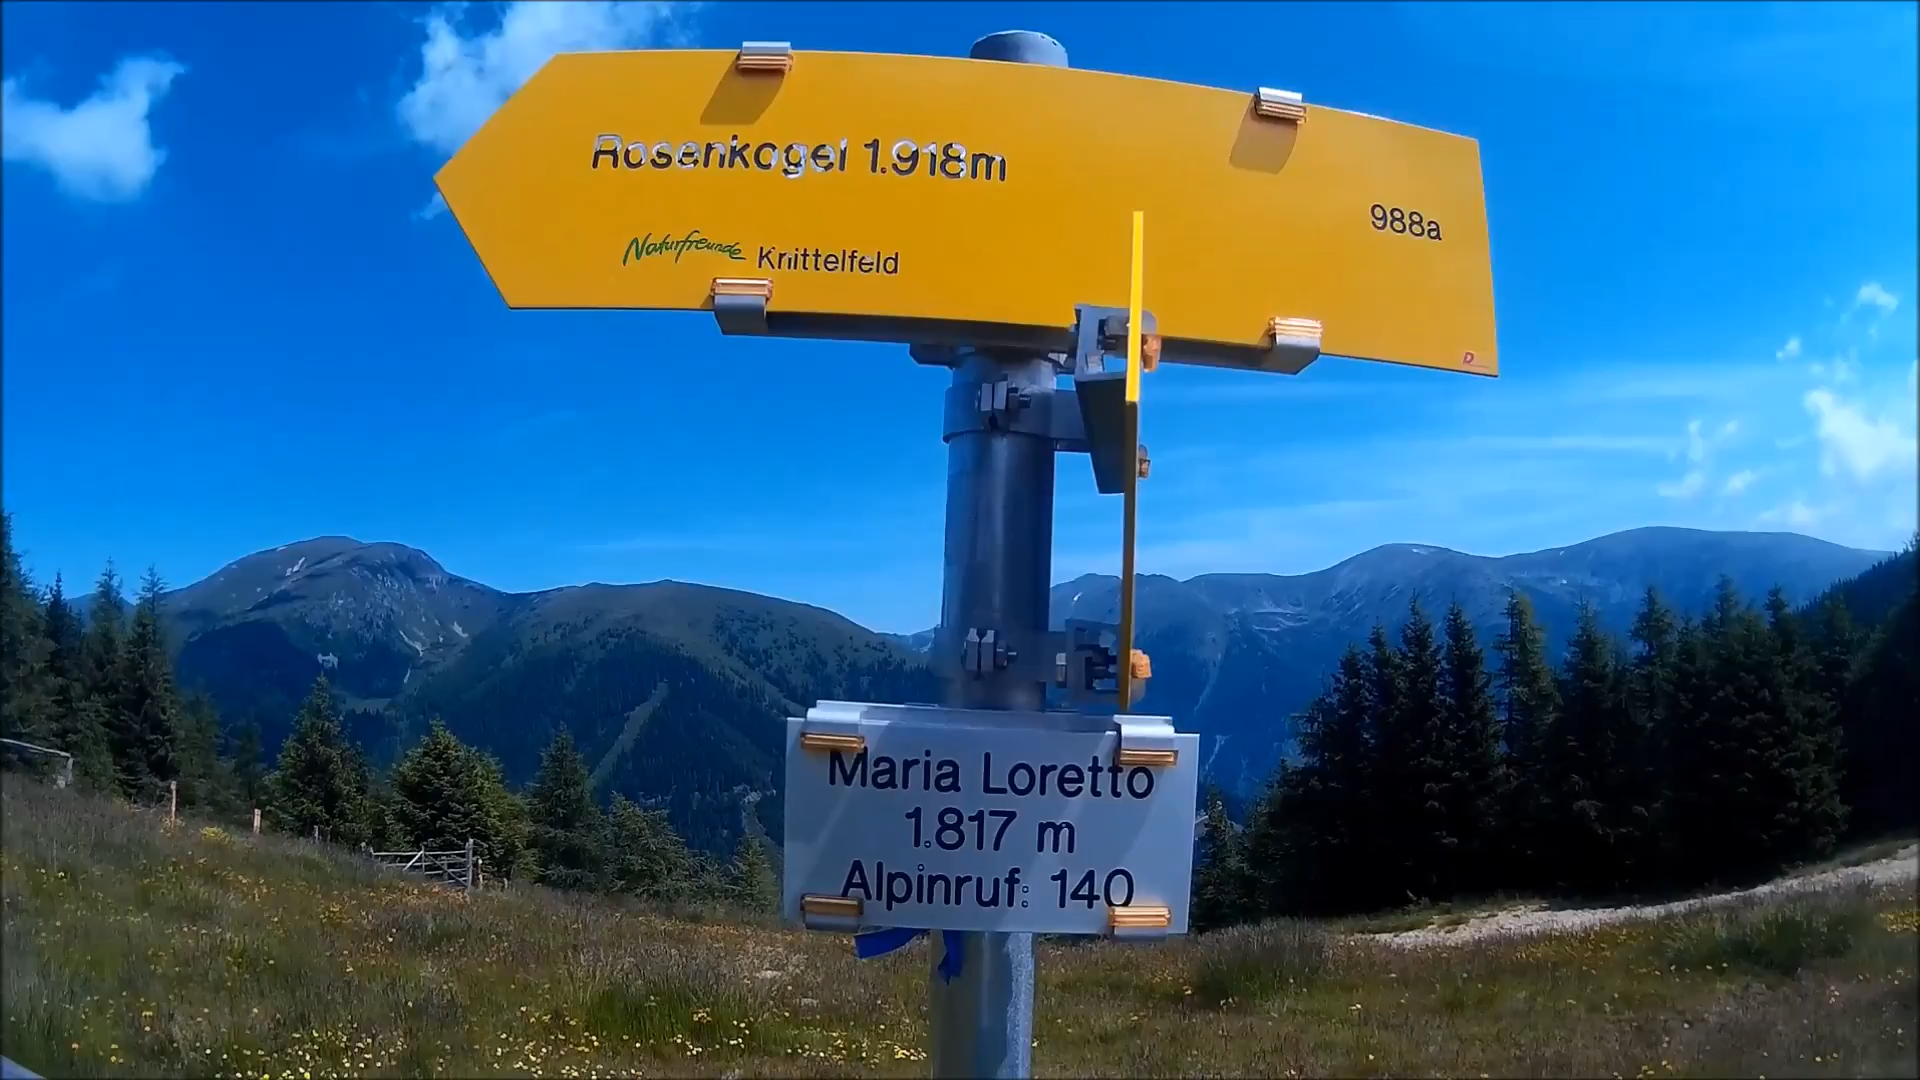 Rosenkogel 1.918m
988a
Naturfreunde Knittelfeld
Maria Loretto
1.817 m
Alpinruf: 140